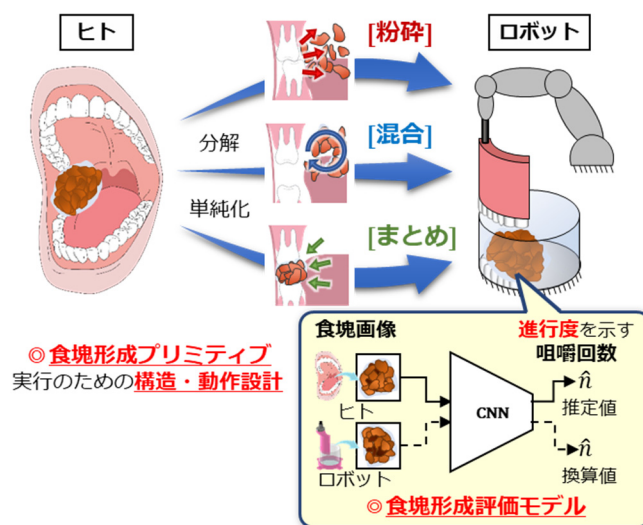 ヒト
ロボット
[粉砕]
分解
[混合]
単純化
[まとめ]
◎食塊形成プリミティブ
実行のための構造・動作設計
食塊画像
進行度を示す
咀嚼回数
ヒト
ロボット
CNN
n̂
推定値
n̂
換算値
◎食塊形成評価モデル